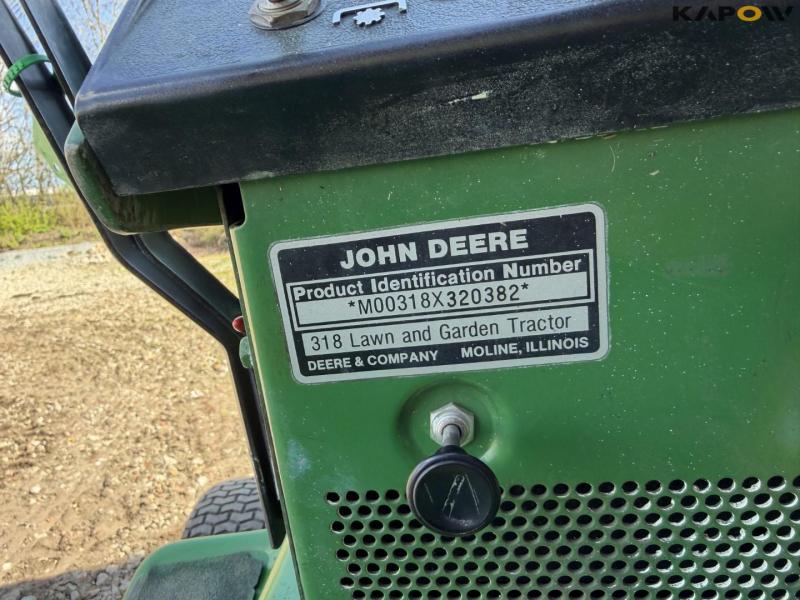 KAPOW
JOHN DEERE
Product Identification Number
*M00318X320382*
318 Lawn and Garden Tractor
DEERE & COMPANY MOLINE, ILLINOIS